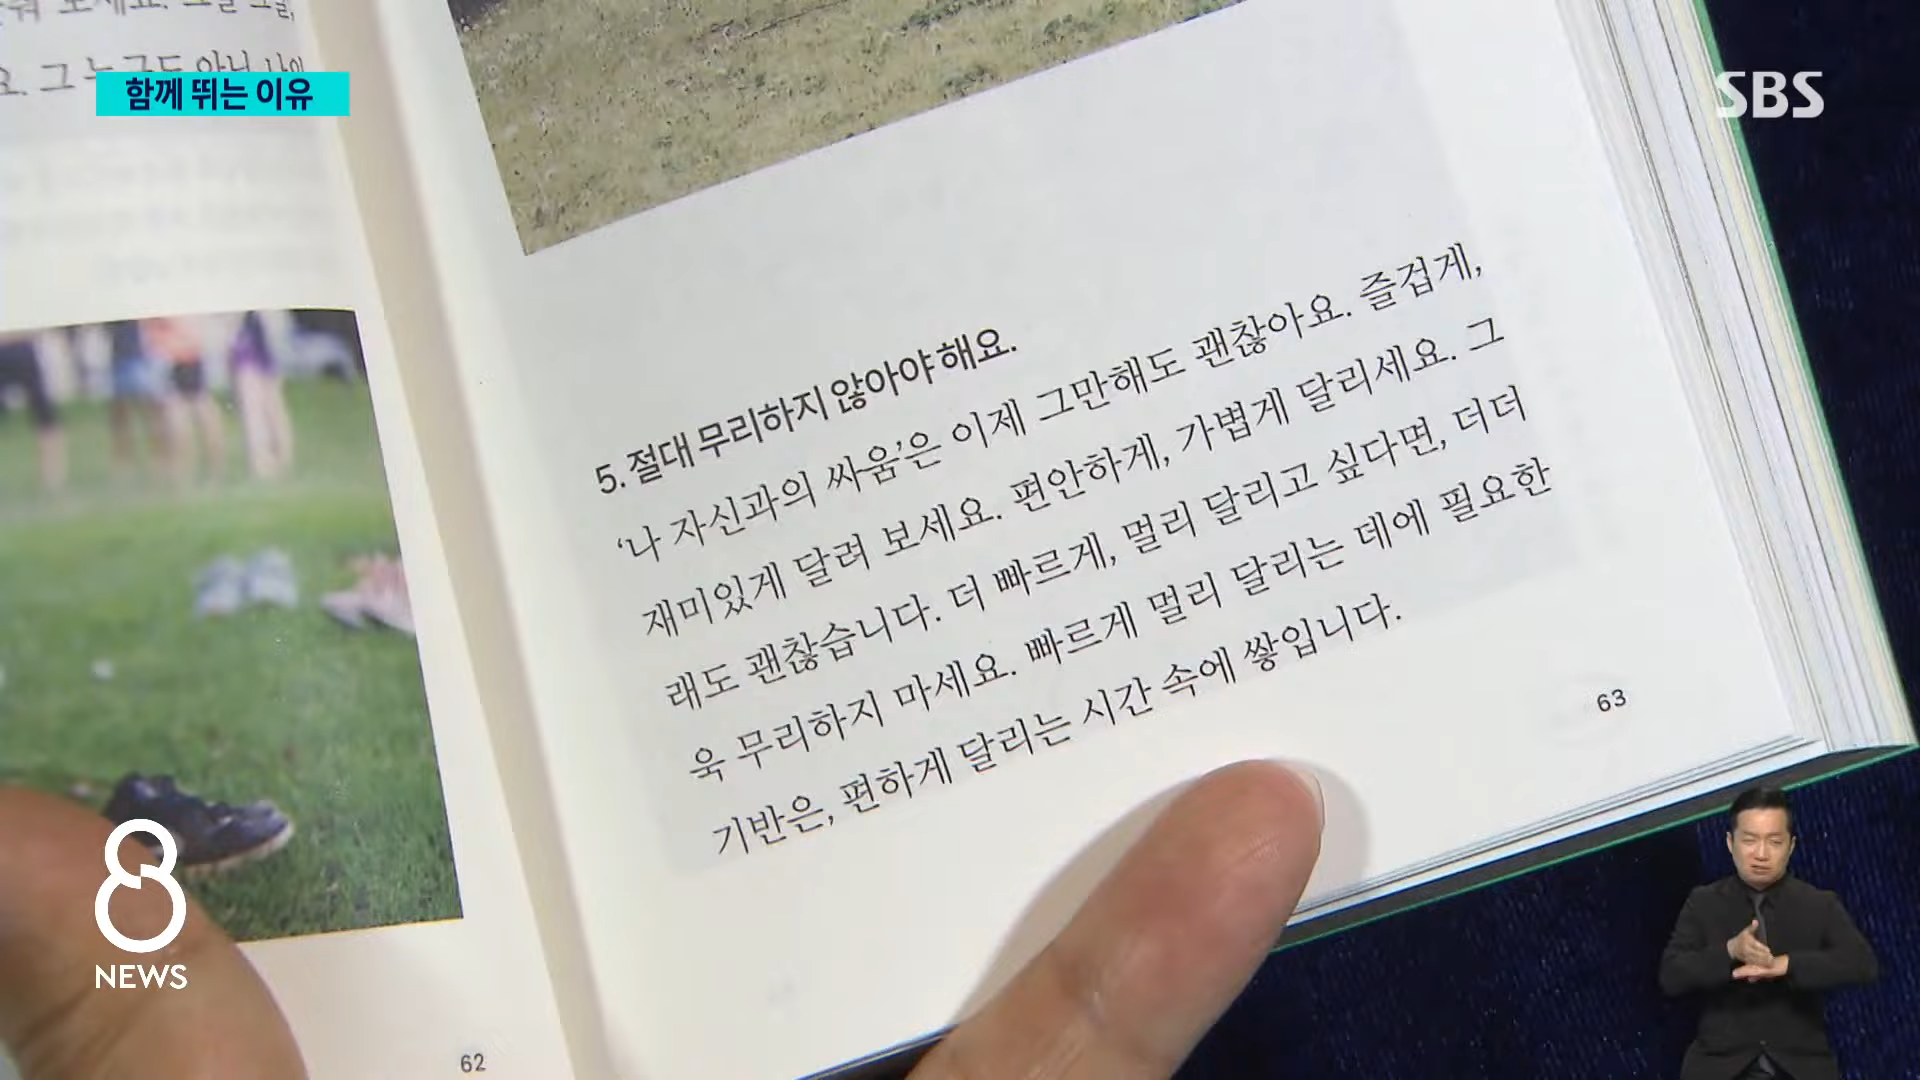 함께 뛰는 이유
SBS
5. 절대 무리하지 않아야 해요.
‘나 자신과의 싸움’은 이제 그만해도 괜찮아요. 즐겁게,
재미있게 달려 보세요. 편안하게, 가볍게 달리세요. 그
래도 괜찮습니다. 더 빠르게, 멀리 달리고 싶다면, 더더
욱 무리하지 마세요. 빠르게 멀리 달리는 데에 필요한
기반은, 편하게 달리는 시간 속에 쌓입니다.
63
8
NEWS
62